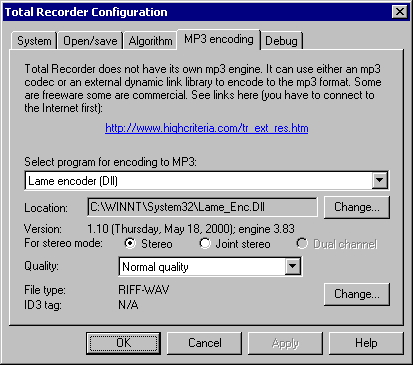 Total Recorder Configuration
System Open/save Algorithm MP3 encoding Debug
Total Recorder does not have its own mp3 engine. It can use either an mp3
codec or an external dynamic link library to encode to the mp3 format. Some
are freeware some are commercial. See links here (you have to connect to
the Internet first):
http://www.highcriteria.com/tr_ext_res.htm
Select program for encoding to MP3:
Lame encoder (Dll)
Location: C:\WINNT\System32\Lame_Enc.Dll Change...
Version: 1.10 (Thursday, May 18, 2000); engine 3.83
For stereo mode: Stereo Joint stereo Dual channel
Quality: Normal quality
File type: RIFF-WAV Change...
ID3 tag: N/A
OK Cancel Apply Help